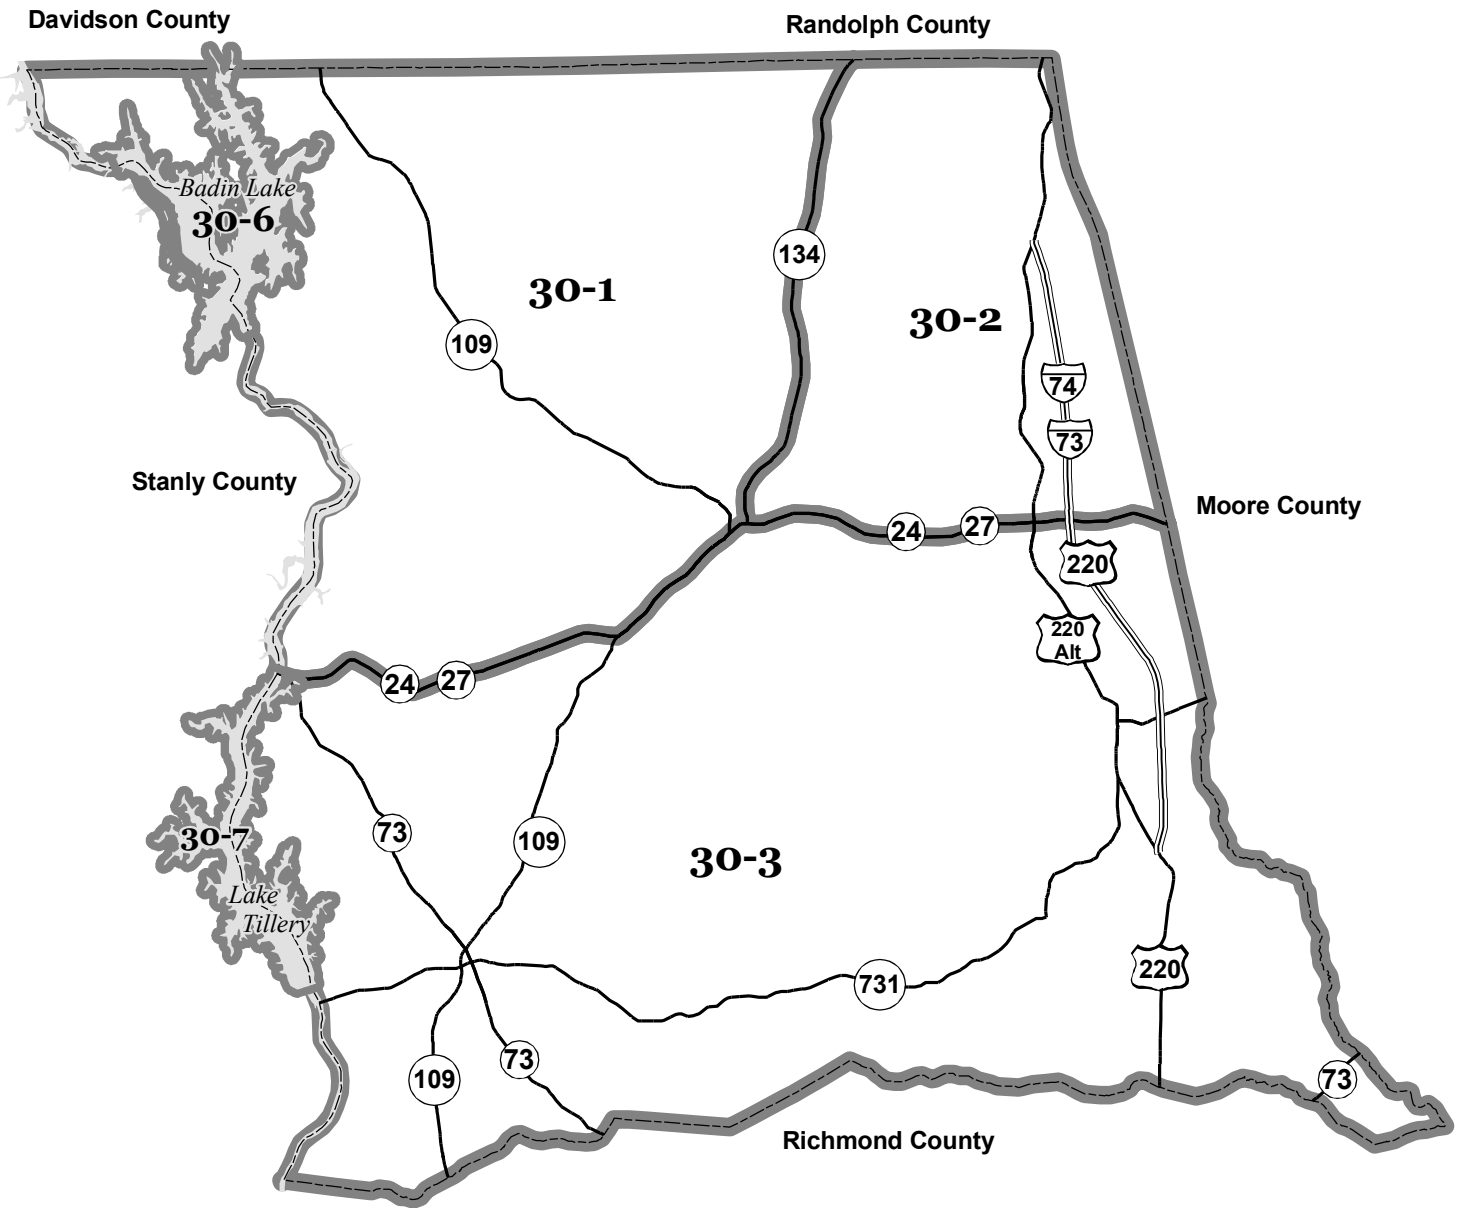 Davidson County
Randolph County
Badin Lake
30-6
134
30-1
30-2
109
74
73
Stanly County
Moore County
24
27
220
220
Alt
24
27
73
109
30-7
30-3
Lake
Tillery
731
220
73
109
73
Richmond County